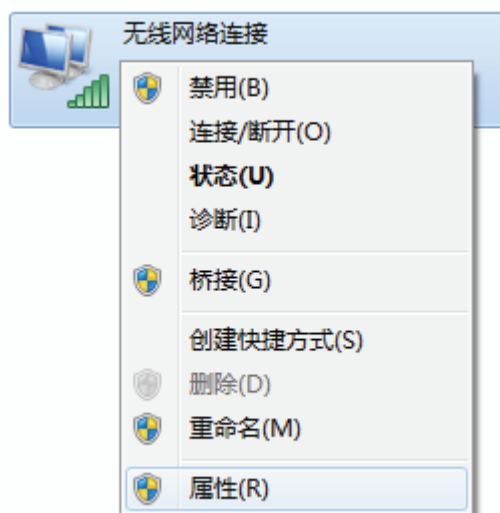 无线网络连接
禁用(B)
连接/断开(O)
状态(U)
诊断(I)
桥接(G)
创建快捷方式(S)
删除(D)
重命名(M)
属性(R)